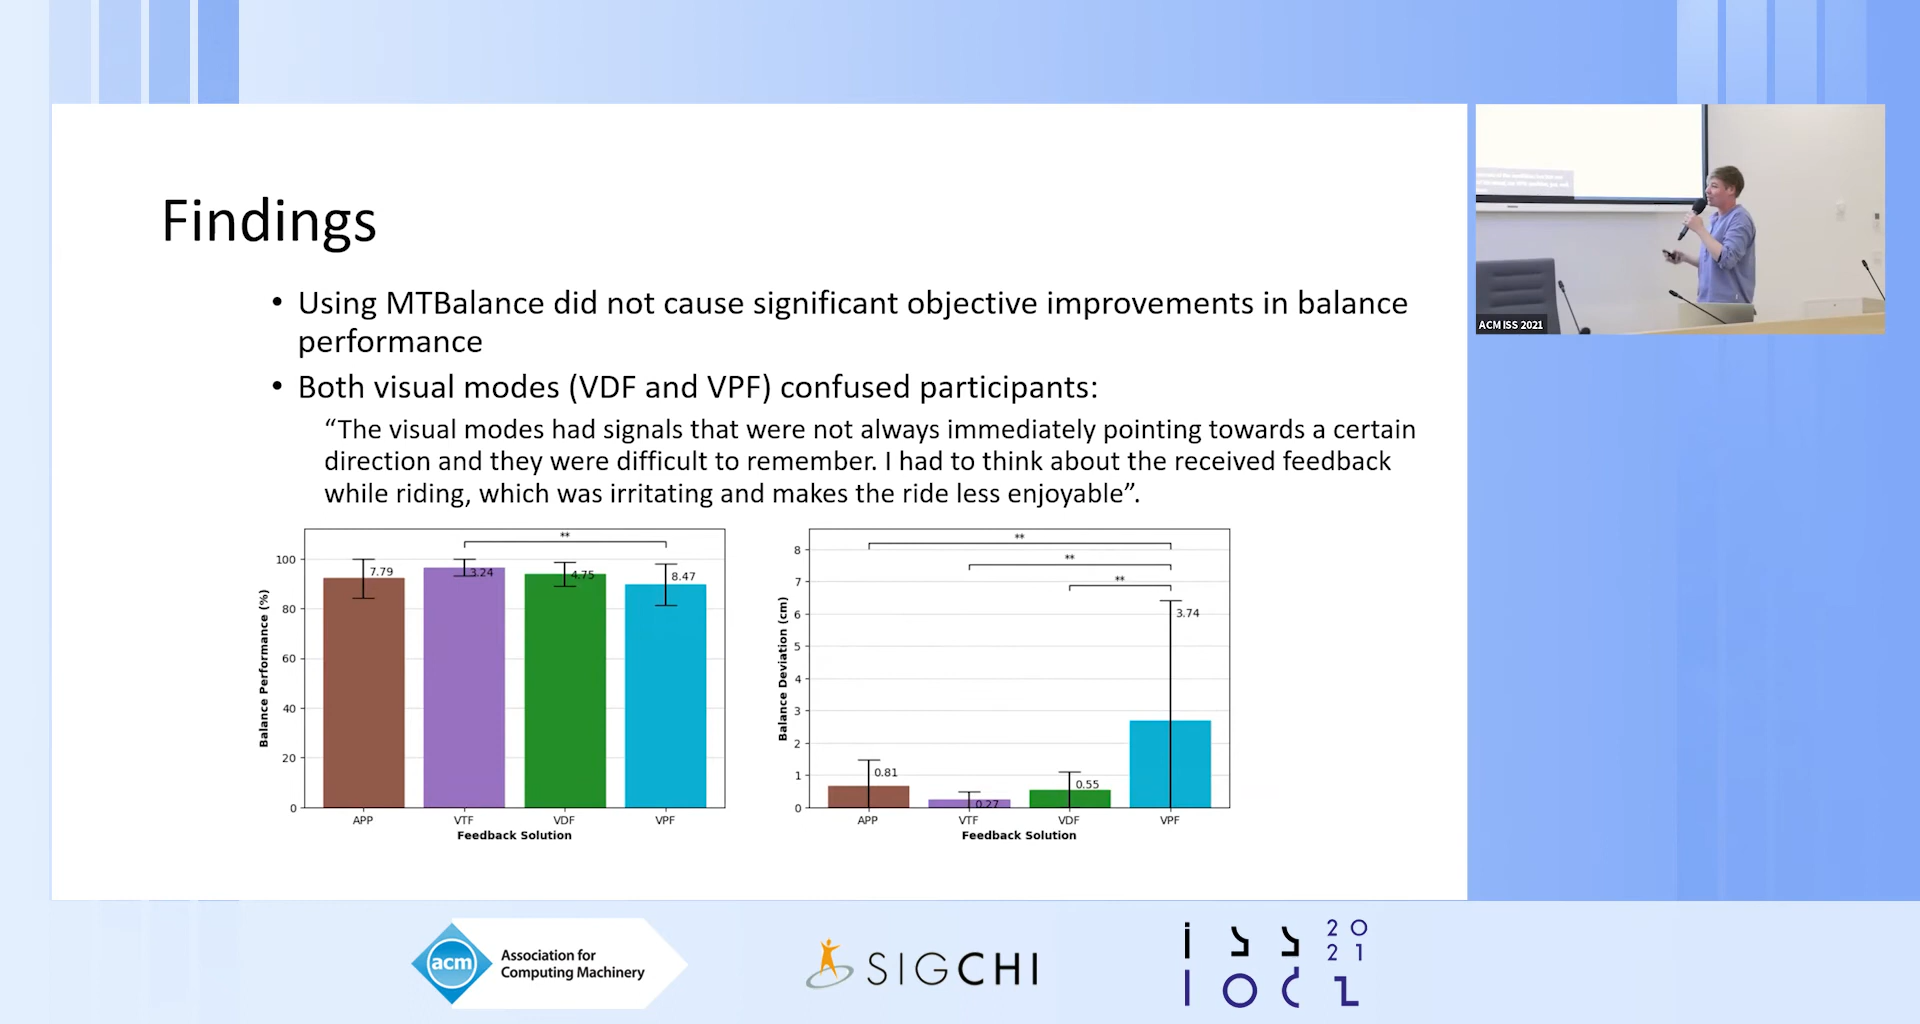 Findings
• Using MTBalance did not cause significant objective improvements in balance
performance
• Both visual modes (VDF and VPF) confused participants:
“The visual modes had signals that were not always immediately pointing towards a certain
direction and they were difficult to remember. I had to think about the received feedback
while riding, which was irritating and makes the ride less enjoyable”.
**
100
80
60
40
20
0
Balance Performance (%)
7.79
3.24
4.75
8.47
APP VTF VDF VPF
Feedback Solution
**
**
**
8
7
6
5
4
3
2
1
0
Balance Deviation (cm)
0.81
0.27
0.55
3.74
APP VTF VDF VPF
Feedback Solution
ACM ISS 2021
acm
Association for
Computing Machinery
SIGCHI
2 0
2 1